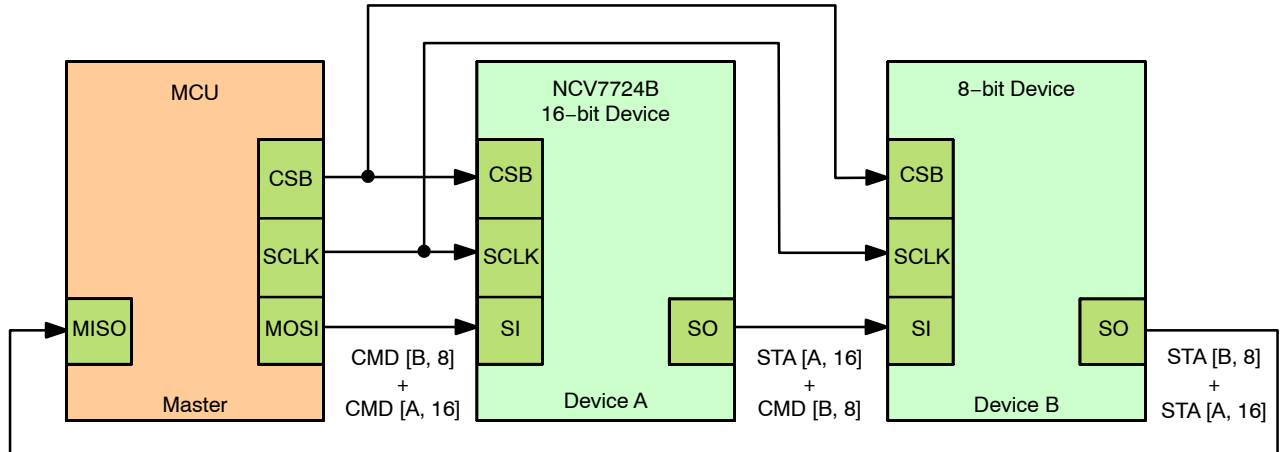 MCU
CSB
SCLK
MISO
MOSI
Master
CMD [B, 8]
+
CMD [A, 16]
NCV7724B
16−bit Device
CSB
SCLK
SI
SO
Device A
STA [A, 16]
+
CMD [B, 8]
8−bit Device
CSB
SCLK
SI
SO
Device B
STA [B, 8]
+
STA [A, 16]